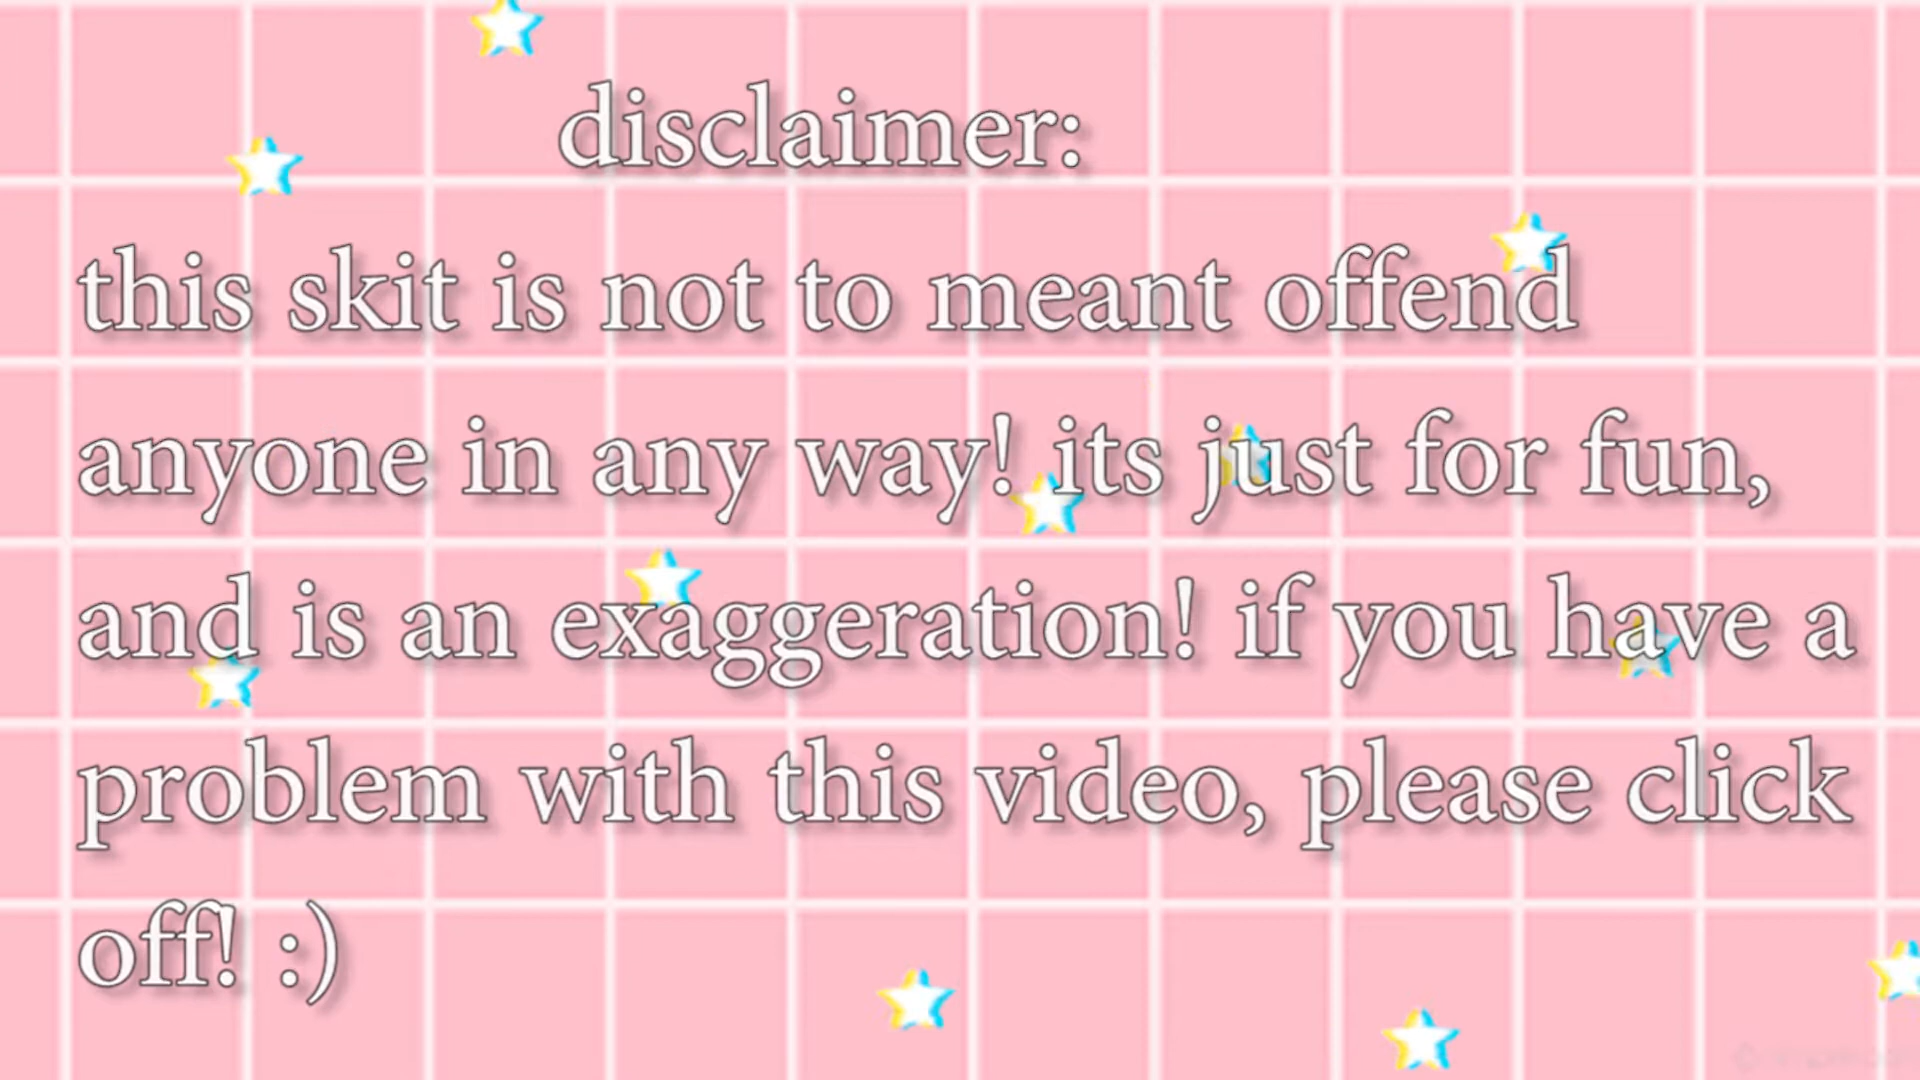 disclaimer:
this skit is not to meant offend
anyone in any way! its just for fun,
and is an exaggeration! if you have a
problem with this video, please click
off! :)